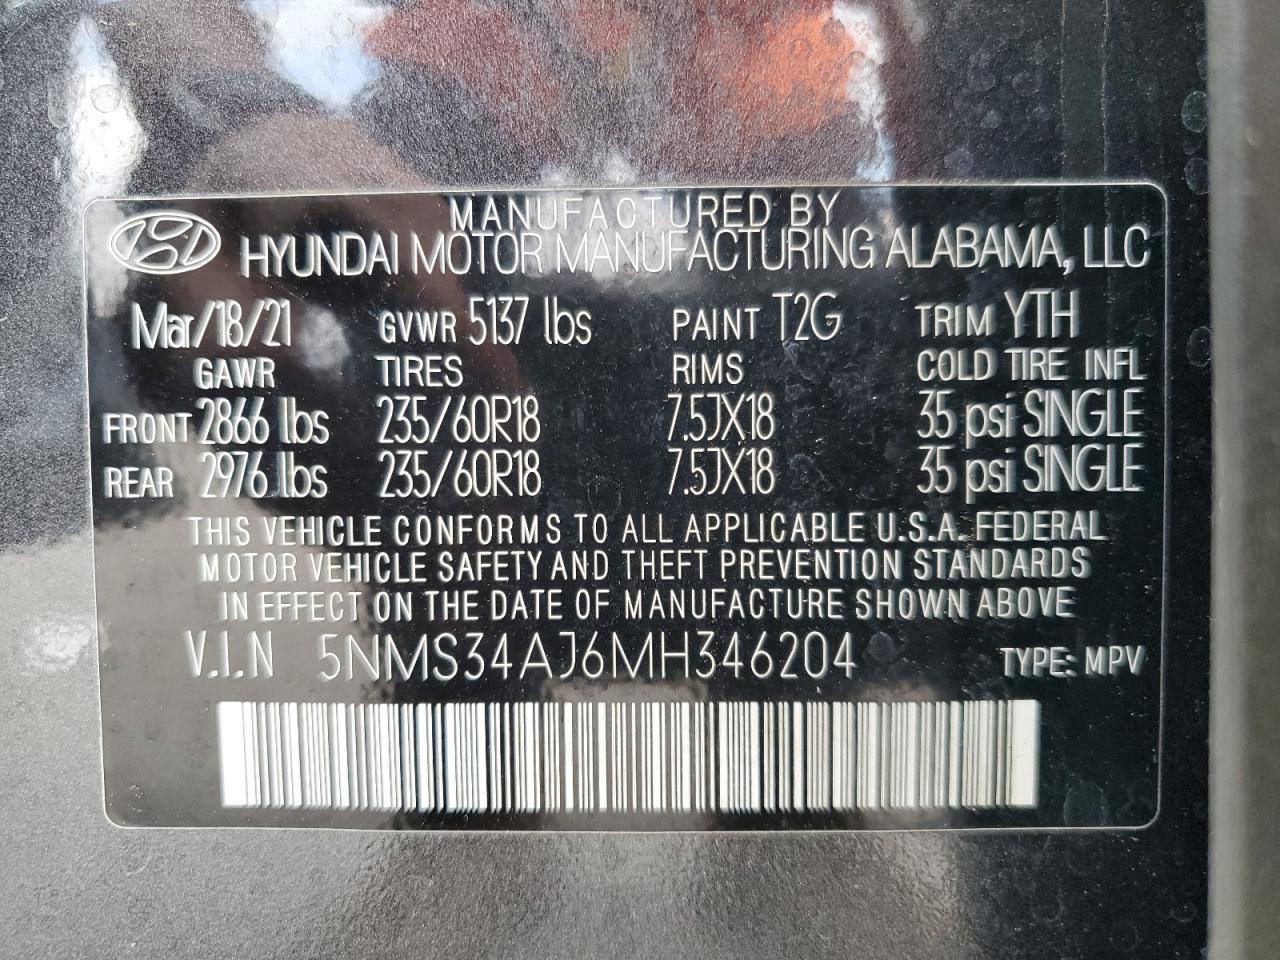 MANUFACTURED BY
HYUNDAI MOTOR MANUFACTURING ALABAMA, LLC
Mar/18/21 GVWR 5137 lbs PAINT T2G TRIM YTH
GAWR TIRES RIMS COLD TIRE INFL
FRONT 2866 lbs 235/60R18 7.5JX18 35 psi SINGLE
REAR 2976 lbs 235/60R18 7.5JX18 35 psi SINGLE
THIS VEHICLE CONFORMS TO ALL APPLICABLE U.S.A. FEDERAL
MOTOR VEHICLE SAFETY AND THEFT PREVENTION STANDARDS
IN EFFECT ON THE DATE OF MANUFACTURE SHOWN ABOVE
V.I.N 5NMS34AJ6MH346204 TYPE: MPV